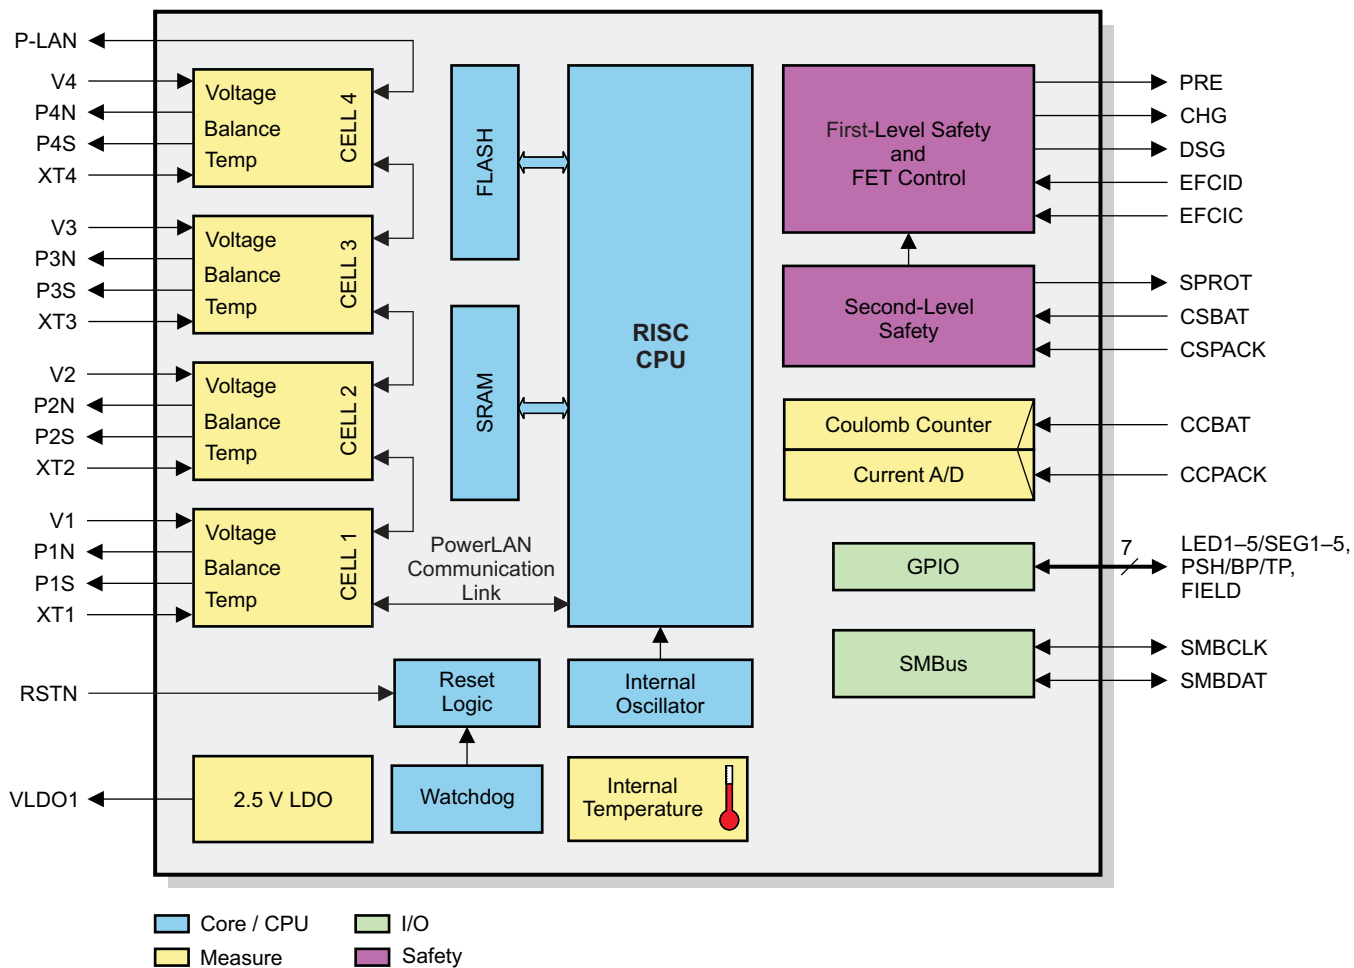 P-LAN
V4
P4N
P4S
XT4
Voltage
Balance
Temp
CELL 4
V3
P3N
P3S
XT3
Voltage
Balance
Temp
CELL 3
V2
P2N
P2S
XT2
Voltage
Balance
Temp
CELL 2
V1
P1N
P1S
XT1
Voltage
Balance
Temp
CELL 1
RSTN
VLDO1
2.5 V LDO
FLASH
SRAM
PowerLAN
Communication
Link
Reset
Logic
Watchdog
RISC
CPU
Internal
Oscillator
Internal
Temperature
First-Level Safety
and
FET Control
Second-Level
Safety
Coulomb Counter
Current A/D
GPIO
SMBus
PRE
CHG
DSG
EFCID
EFCIC
SPROT
CSBAT
CSPACK
CCBAT
CCPACK
7
LED1–5/SEG1–5,
PSH/BP/TP,
FIELD
SMBCLK
SMBDAT
Core / CPU
I/O
Measure
Safety